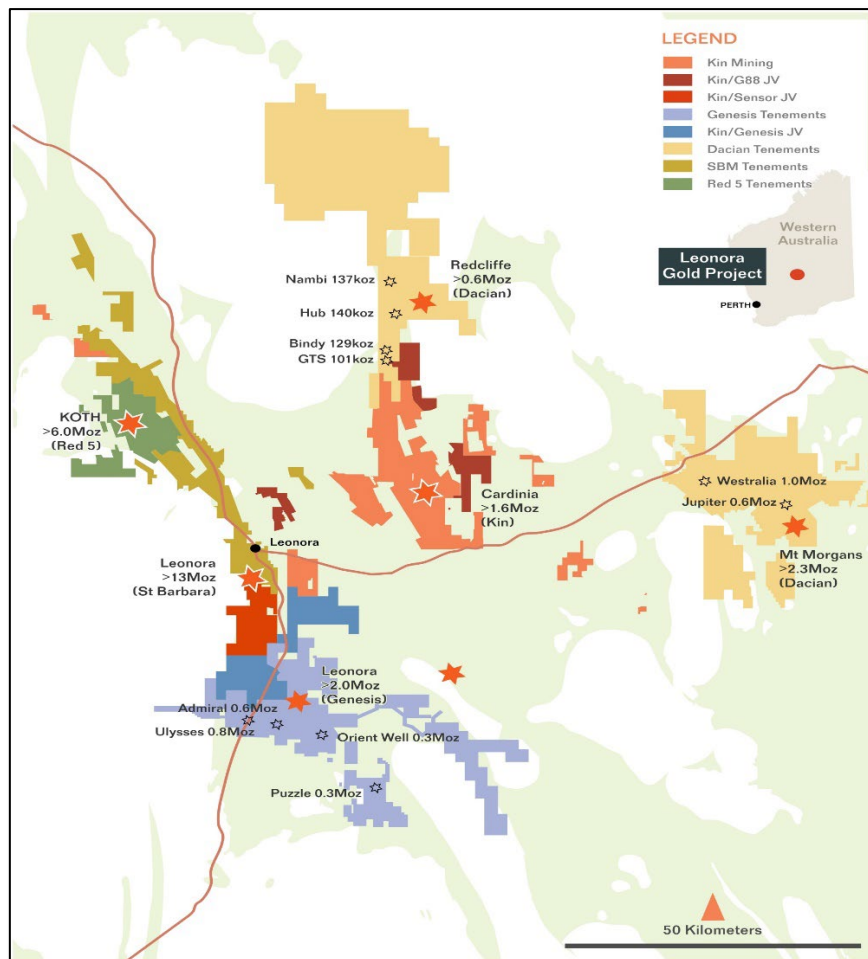 LEGEND
Kin Mining
Kin/G88 JV
Kin/Sensor JV
Genesis Tenements
Kin/Genesis JV
Dacian Tenements
SBM Tenements
Red 5 Tenements
Western
Australia
Leonora
Gold Project
PERTH
Nambi 137koz
Redcliffe
>0.6Moz
(Dacian)
Hub 140koz
Bindy 129koz
GTS 101koz
KOTH
>6.0Moz
(Red 5)
Cardinia
>1.6Moz
(Kin)
Westralia 1.0Moz
Jupiter 0.6Moz
Mt Morgans
>2.3Moz
(Dacian)
Leonora
Leonora
>13Moz
(St Barbara)
Leonora
>2.0Moz
(Genesis)
Admiral 0.6Moz
Ulysses 0.8Moz
Orient Well 0.3Moz
Puzzle 0.3Moz
50 Kilometers